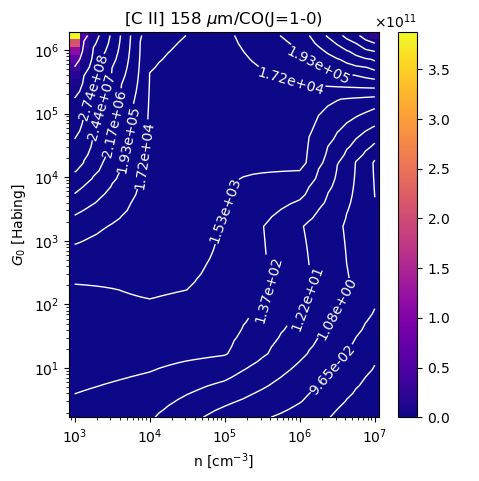 [C II] 158 μm/CO(J=1-0)
×10¹¹
3.5
3.0
2.5
2.0
1.5
1.0
0.5
0.0
10⁶
10⁵
10⁴
10³
10²
10¹
G₀ [Habing]
2.74e+08
2.44e+07
2.17e+06
1.93e+05
1.72e+04
1.93e+05
1.72e+04
1.53e+03
1.37e+02
1.22e+01
1.08e+00
9.65e-02
10³
10⁴
10⁵
10⁶
10⁷
n [cm⁻³]